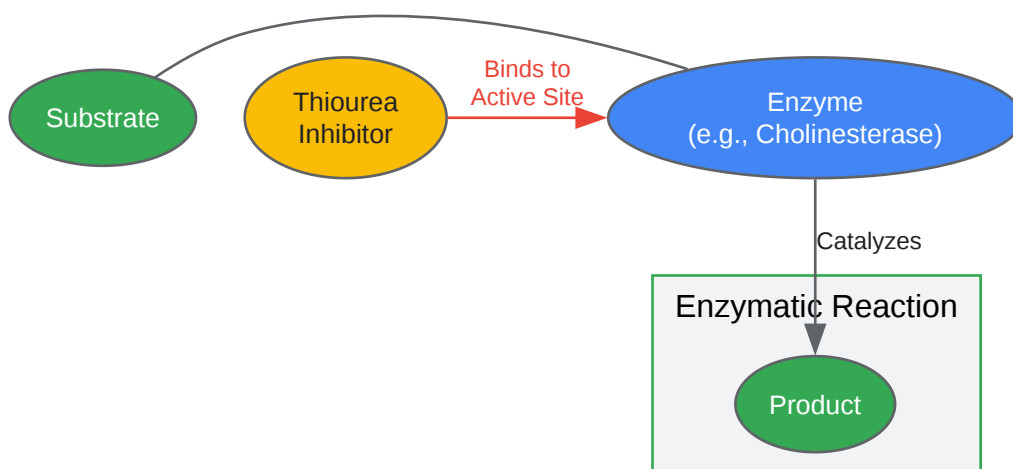 Substrate
Thiourea
Inhibitor
Binds to
Active Site
Enzyme
(e.g., Cholinesterase)
Catalyzes
Enzymatic Reaction
Product